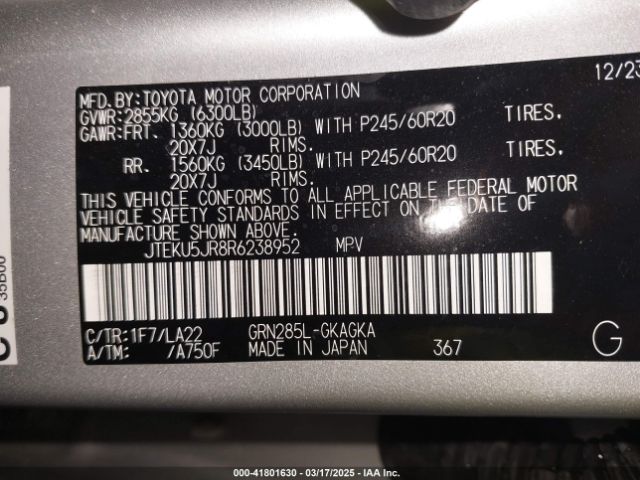 12/23
MFD.BY:TOYOTA MOTOR CORPORATION
GVWR:2855KG (6300LB)
GAWR:FRT. 1360KG (3000LB) WITH P245/60R20 TIRES.
20X7J RIMS.
RR. 1560KG (3450LB) WITH P245/60R20 TIRES.
20X7J RIMS.
THIS VEHICLE CONFORMS TO ALL APPLICABLE FEDERAL MOTOR
VEHICLE SAFETY STANDARDS IN EFFECT ON THE DATE OF
MANUFACTURE SHOWN ABOVE.
JTEKU5JR8R6238952 MPV
C/TR:1F7/LA22 GRN285L-GKAGKA
A/TM: /A750F MADE IN JAPAN 367 G
35B00
000-41801630 - 03/17/2025 - IAA Inc.